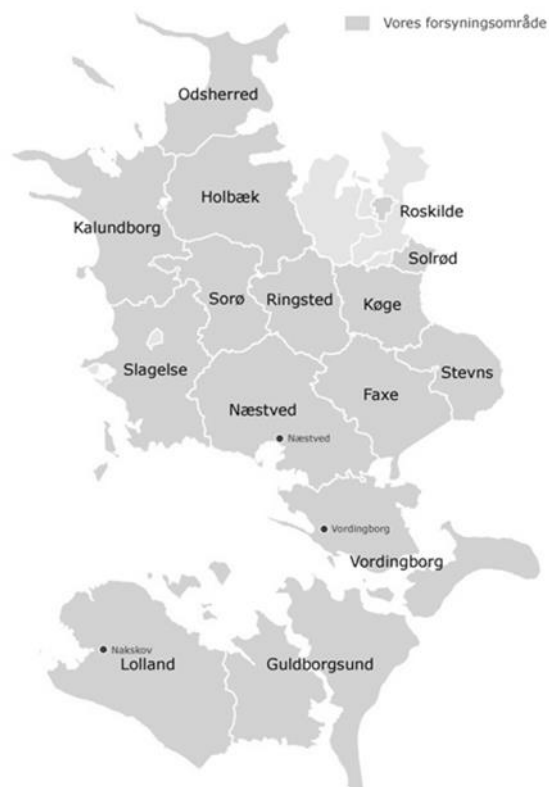 Vores forsyningsområde
Odsherred
Holbæk
Roskilde
Kalundborg
Solrød
Sorø
Ringsted
Køge
Slagelse
Stevns
Næstved
Faxe
Næstved
Vordingborg
Vordingborg
Nakskov
Lolland
Guldborgsund